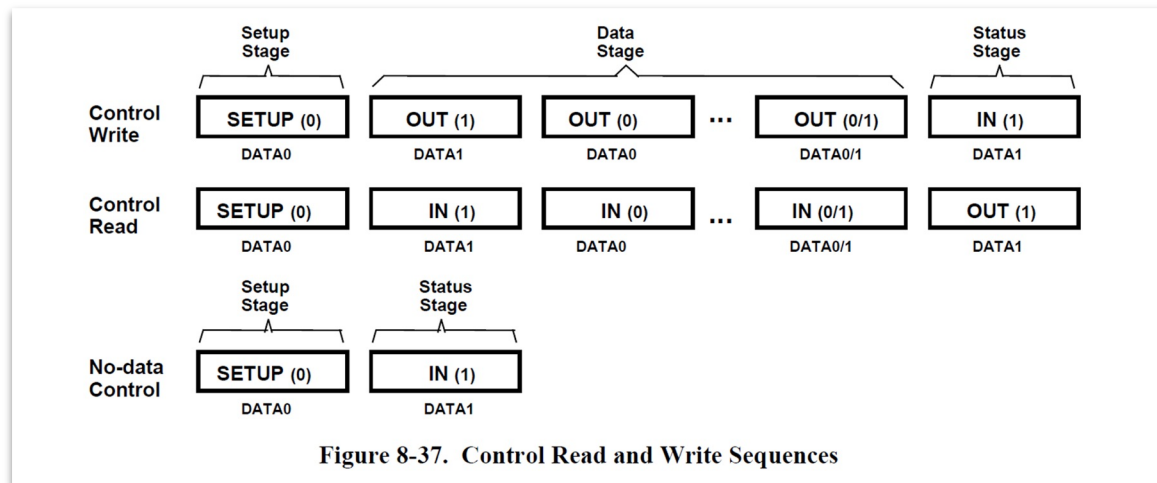 Setup
Stage
Data
Stage
Status
Stage
Control
Write
SETUP (0)
OUT (1)
OUT (0)
...
OUT (0/1)
IN (1)
DATA0
DATA1
DATA0
DATA0/1
DATA1
Control
Read
SETUP (0)
IN (1)
IN (0)
...
IN (0/1)
OUT (1)
DATA0
DATA1
DATA0
DATA0/1
DATA1
Setup
Stage
Status
Stage
No-data
Control
SETUP (0)
IN (1)
DATA0
DATA1
Figure 8-37. Control Read and Write Sequences